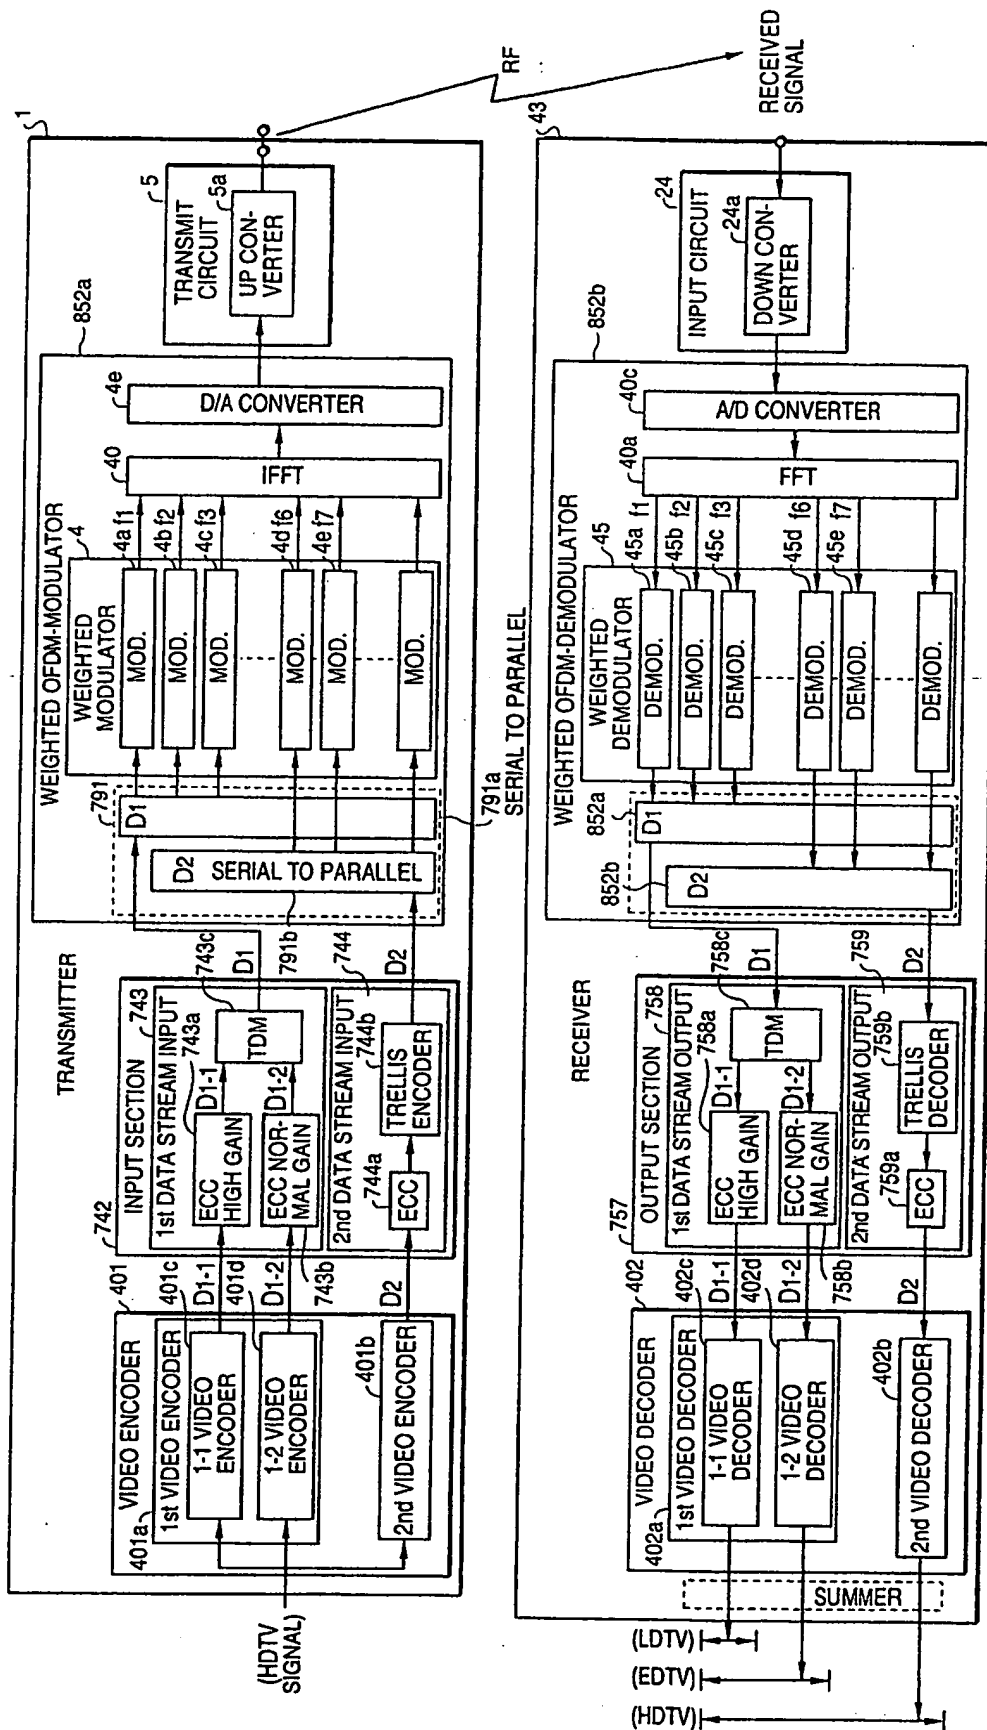 TRANSMITTER
1
VIDEO ENCODER
401
401a
1st VIDEO ENCODER
401c
1-1 VIDEO
ENCODER
401d
1-2 VIDEO
ENCODER
401b
2nd VIDEO ENCODER
(HDTV
SIGNAL)
D1-1
D1-2
D2
742
INPUT SECTION
743
1st DATA STREAM INPUT
743a
ECC
HIGH GAIN
743b
ECC NOR-
MAL GAIN
D1-1
D1-2
743c
TDM
744
2nd DATA STREAM INPUT
744a
ECC
744b
TRELLIS
ENCODER
D1
D2
WEIGHTED OFDM-MODULATOR
852a
791
D1
D2
SERIAL TO PARALLEL
791b
791a
SERIAL TO PARALLEL
WEIGHTED
MODULATOR
4
MOD.
MOD.
MOD.
MOD.
MOD.
MOD.
4a f1
4b f2
4c f3
4d f6
4e f7
40
IFFT
4e
D/A CONVERTER
TRANSMIT
CIRCUIT
5
5a
UP CON-
VERTER
RF
RECEIVED
SIGNAL
RECEIVER
43
INPUT CIRCUIT
24
24a
DOWN CON-
VERTER
WEIGHTED OFDM-DEMODULATOR
852b
40c
A/D CONVERTER
40a
FFT
WEIGHTED
DEMODULATOR
45
45a f1
45b f2
45c f3
45d f6
45e f7
DEMOD.
DEMOD.
DEMOD.
DEMOD.
DEMOD.
DEMOD.
852a
D1
852b
D2
D1
D2
757
OUTPUT SECTION
758
1st DATA STREAM OUTPUT
758a
ECC
HIGH GAIN
758b
ECC NOR-
MAL GAIN
D1-1
D1-2
758c
TDM
759
2nd DATA STREAM OUTPUT
759a
ECC
759b
TRELLIS
DECODER
D1-1
D1-2
D2
VIDEO DECODER
402
402a
1st VIDEO DECODER
402c
1-1 VIDEO
DECODER
402d
1-2 VIDEO
DECODER
402b
2nd VIDEO DECODER
SUMMER
(LDTV)
(EDTV)
(HDTV)